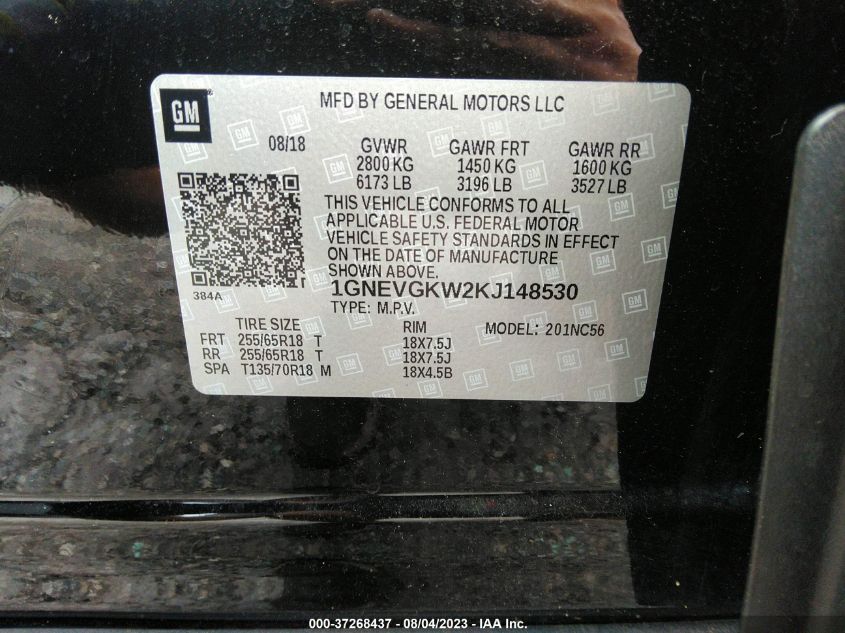 GM
MFD BY GENERAL MOTORS LLC
08/18 GVWR GAWR FRT GAWR RR
2800 KG 1450 KG 1600 KG
6173 LB 3196 LB 3527 LB
THIS VEHICLE CONFORMS TO ALL
APPLICABLE U.S. FEDERAL MOTOR
VEHICLE SAFETY STANDARDS IN EFFECT
ON THE DATE OF MANUFACTURE
SHOWN ABOVE.
384A
1GNEVGKW2KJ148530
TYPE: M.P.V.
TIRE SIZE RIM MODEL: 201NC56
FRT 255/65R18 T 18X7.5J
RR 255/65R18 T 18X7.5J
SPA T135/70R18 M 18X4.5B
000-37268437 - 08/04/2023 - IAA Inc.